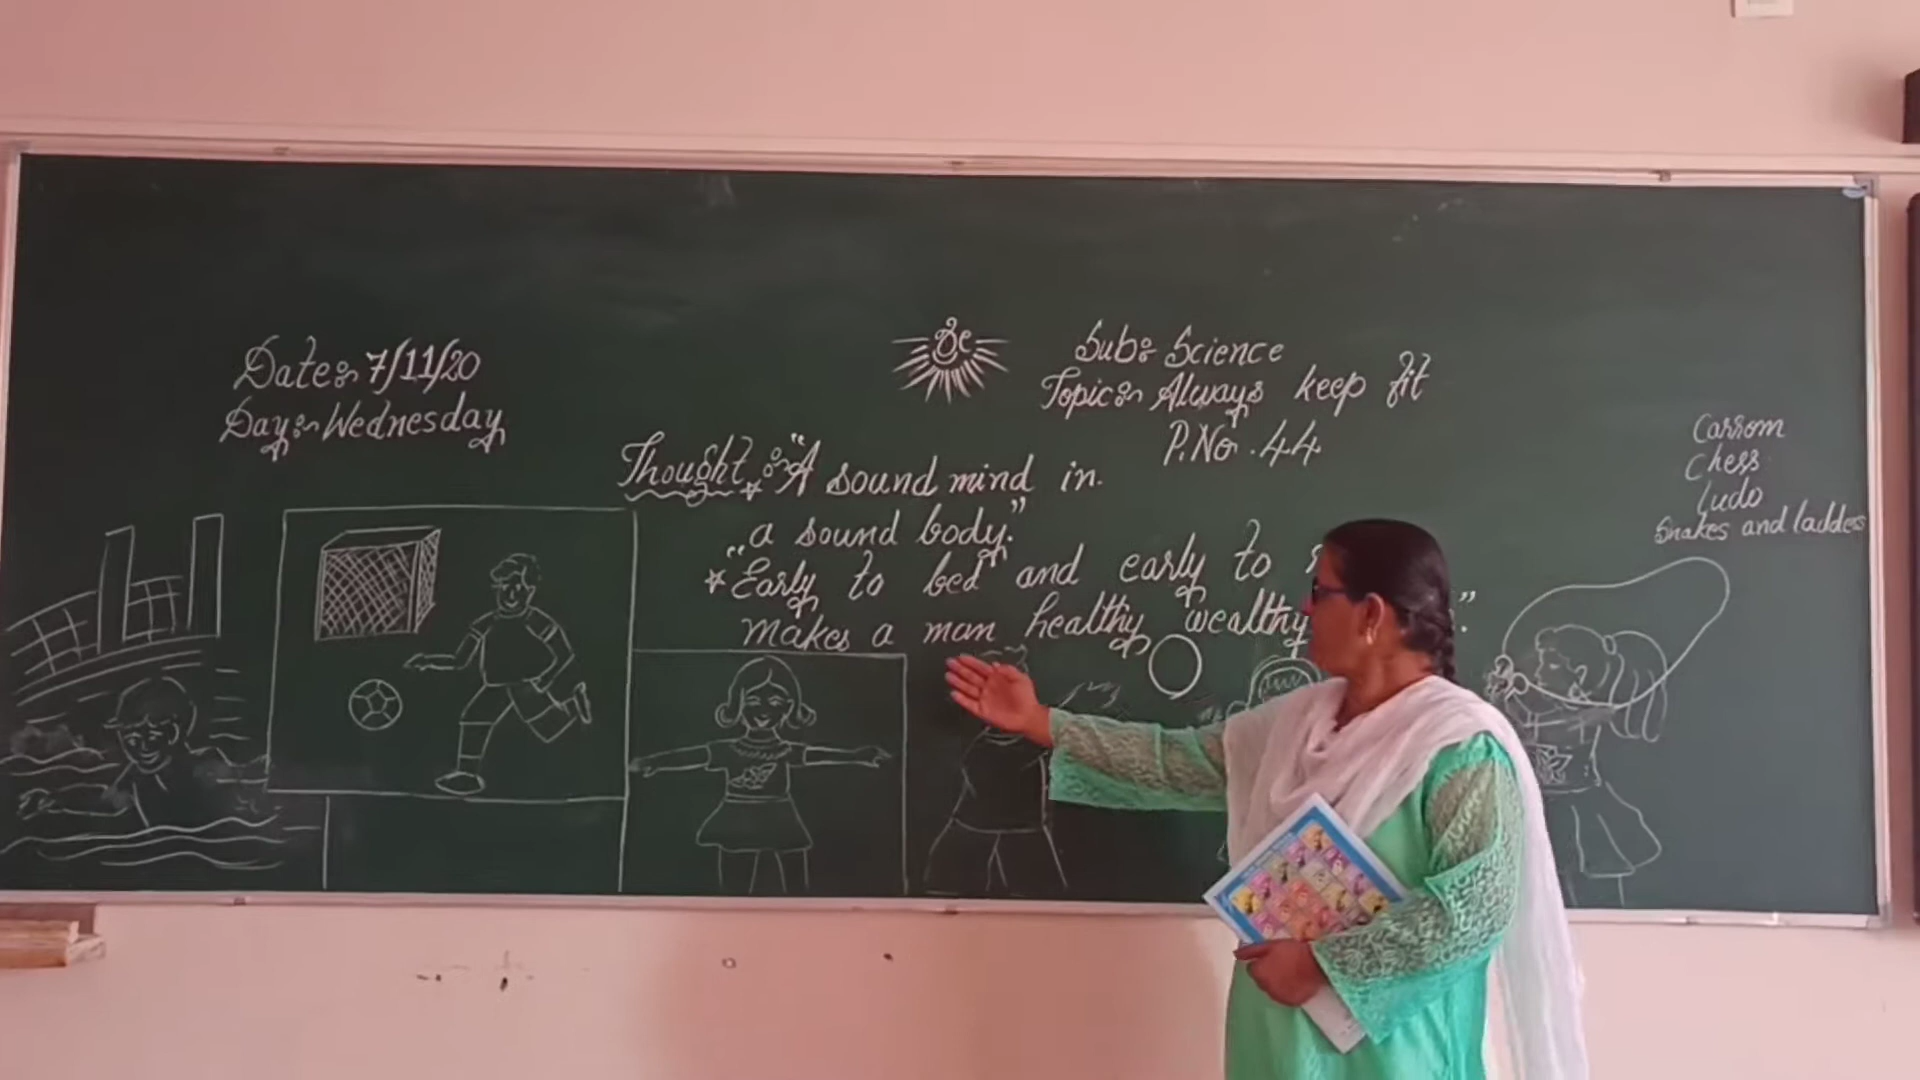 Date:- 7/11/20
Day:- Wednesday
Sub: Science
Topic:- Always keep fit
P.No. 44
Thought:- "A sound mind in
a sound body."
"Early to bed and early to
makes a man healthy wealthy
."
Carrom
Chess
Ludo
Snakes and ladders